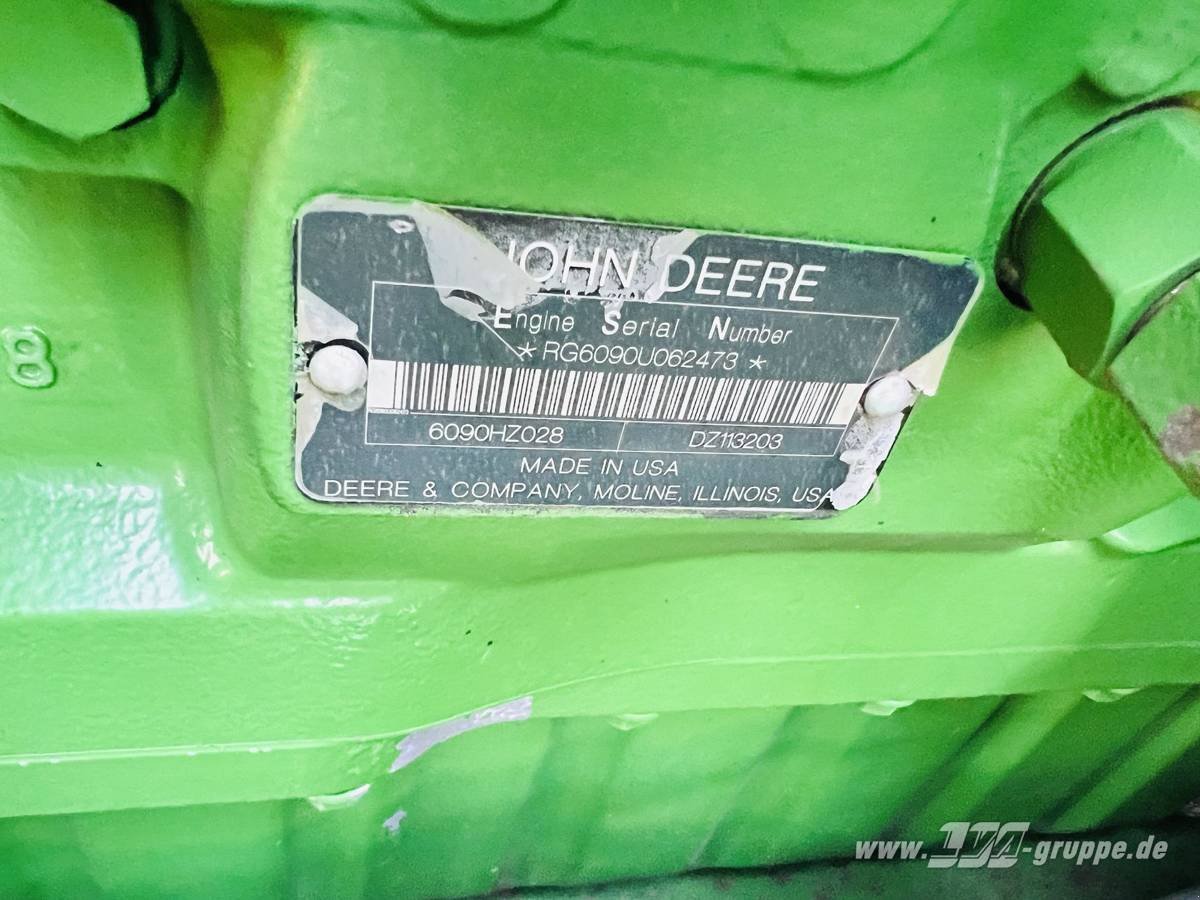 8
JOHN DEERE
Engine Serial Number
*RG6090U062473*
6090HZ028 DZ113203
MADE IN USA
DEERE & COMPANY, MOLINE, ILLINOIS, USA
www.LVA-gruppe.de